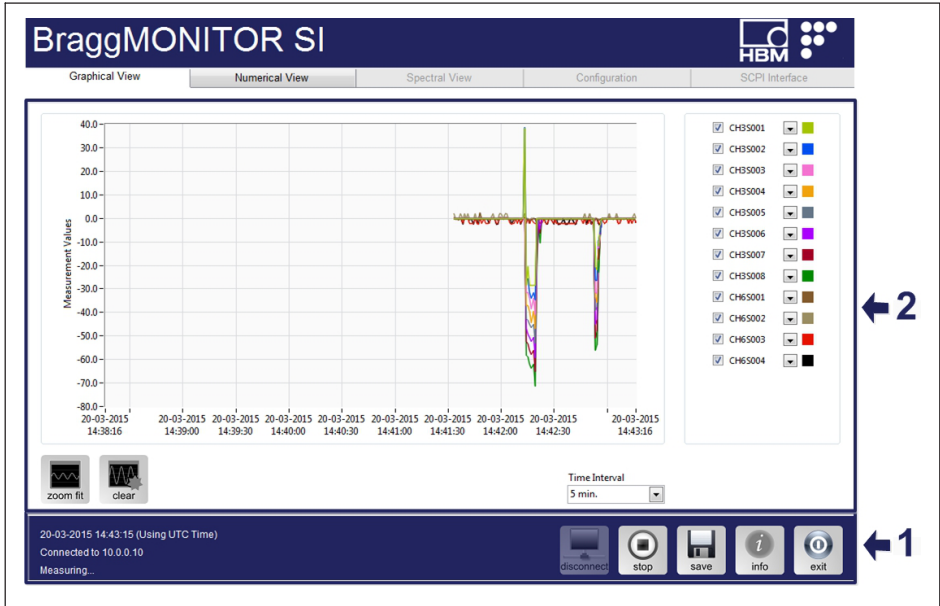 BraggMONITOR SI
HBM
Graphical View Numerical View Spectral View Configuration SCPI Interface
Measurement Values
40.0
30.0
20.0
10.0
0.0
-10.0
-20.0
-30.0
-40.0
-50.0
-60.0
-70.0
-80.0
20-03-2015 20-03-2015 20-03-2015 20-03-2015 20-03-2015 20-03-2015 20-03-2015 20-03-2015 20-03-2015 20-03-2015
14:38:16 14:39:00 14:39:30 14:40:00 14:40:30 14:41:00 14:41:30 14:42:00 14:42:30 14:43:16
CH3S001
CH3S002
CH3S003
CH3S004
CH3S005
CH3S006
CH3S007
CH3S008
CH6S001
CH6S002
CH6S003
CH6S004
2
zoom fit clear
Time Interval
5 min.
20-03-2015 14:43:15 (Using UTC Time)
Connected to 10.0.0.10
Measuring...
disconnect stop save info exit
i
1